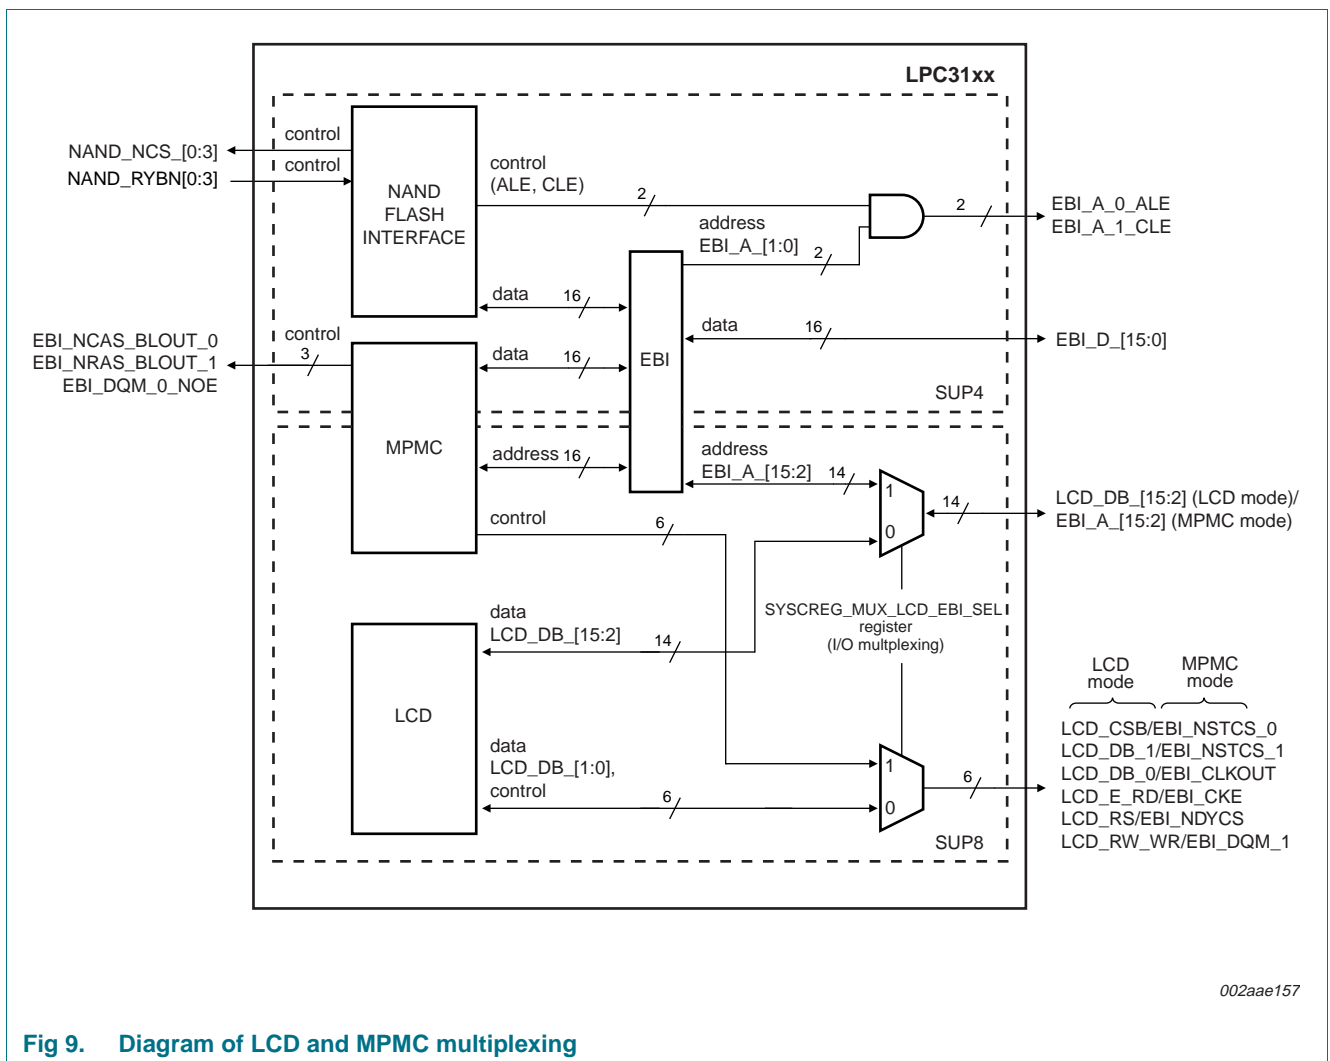 LPC31xx
NAND_NCS_[0:3]
control
NAND_RYBN[0:3]
control
NAND
FLASH
INTERFACE
control
(ALE, CLE)
2
address
EBI_A_[1:0]
2
2
EBI_A_0_ALE
EBI_A_1_CLE
data
16
EBI_NCAS_BLOUT_0
EBI_NRAS_BLOUT_1
EBI_DQM_0_NOE
control
3
data
16
EBI
data
16
EBI_D_[15:0]
SUP4
MPMC
address
16
address
EBI_A_[15:2]
14
1
0
14
LCD_DB_[15:2] (LCD mode)/
EBI_A_[15:2] (MPMC mode)
control
6
SYSCREG_MUX_LCD_EBI_SEL
register
(I/O multplexing)
data
LCD_DB_[15:2]
14
LCD
data
LCD_DB_[1:0],
control
6
1
0
6
SUP8
LCD
mode
MPMC
mode
LCD_CSB/EBI_NSTCS_0
LCD_DB_1/EBI_NSTCS_1
LCD_DB_0/EBI_CLKOUT
LCD_E_RD/EBI_CKE
LCD_RS/EBI_NDYCS
LCD_RW_WR/EBI_DQM_1
002aae157
Fig 9. Diagram of LCD and MPMC multiplexing